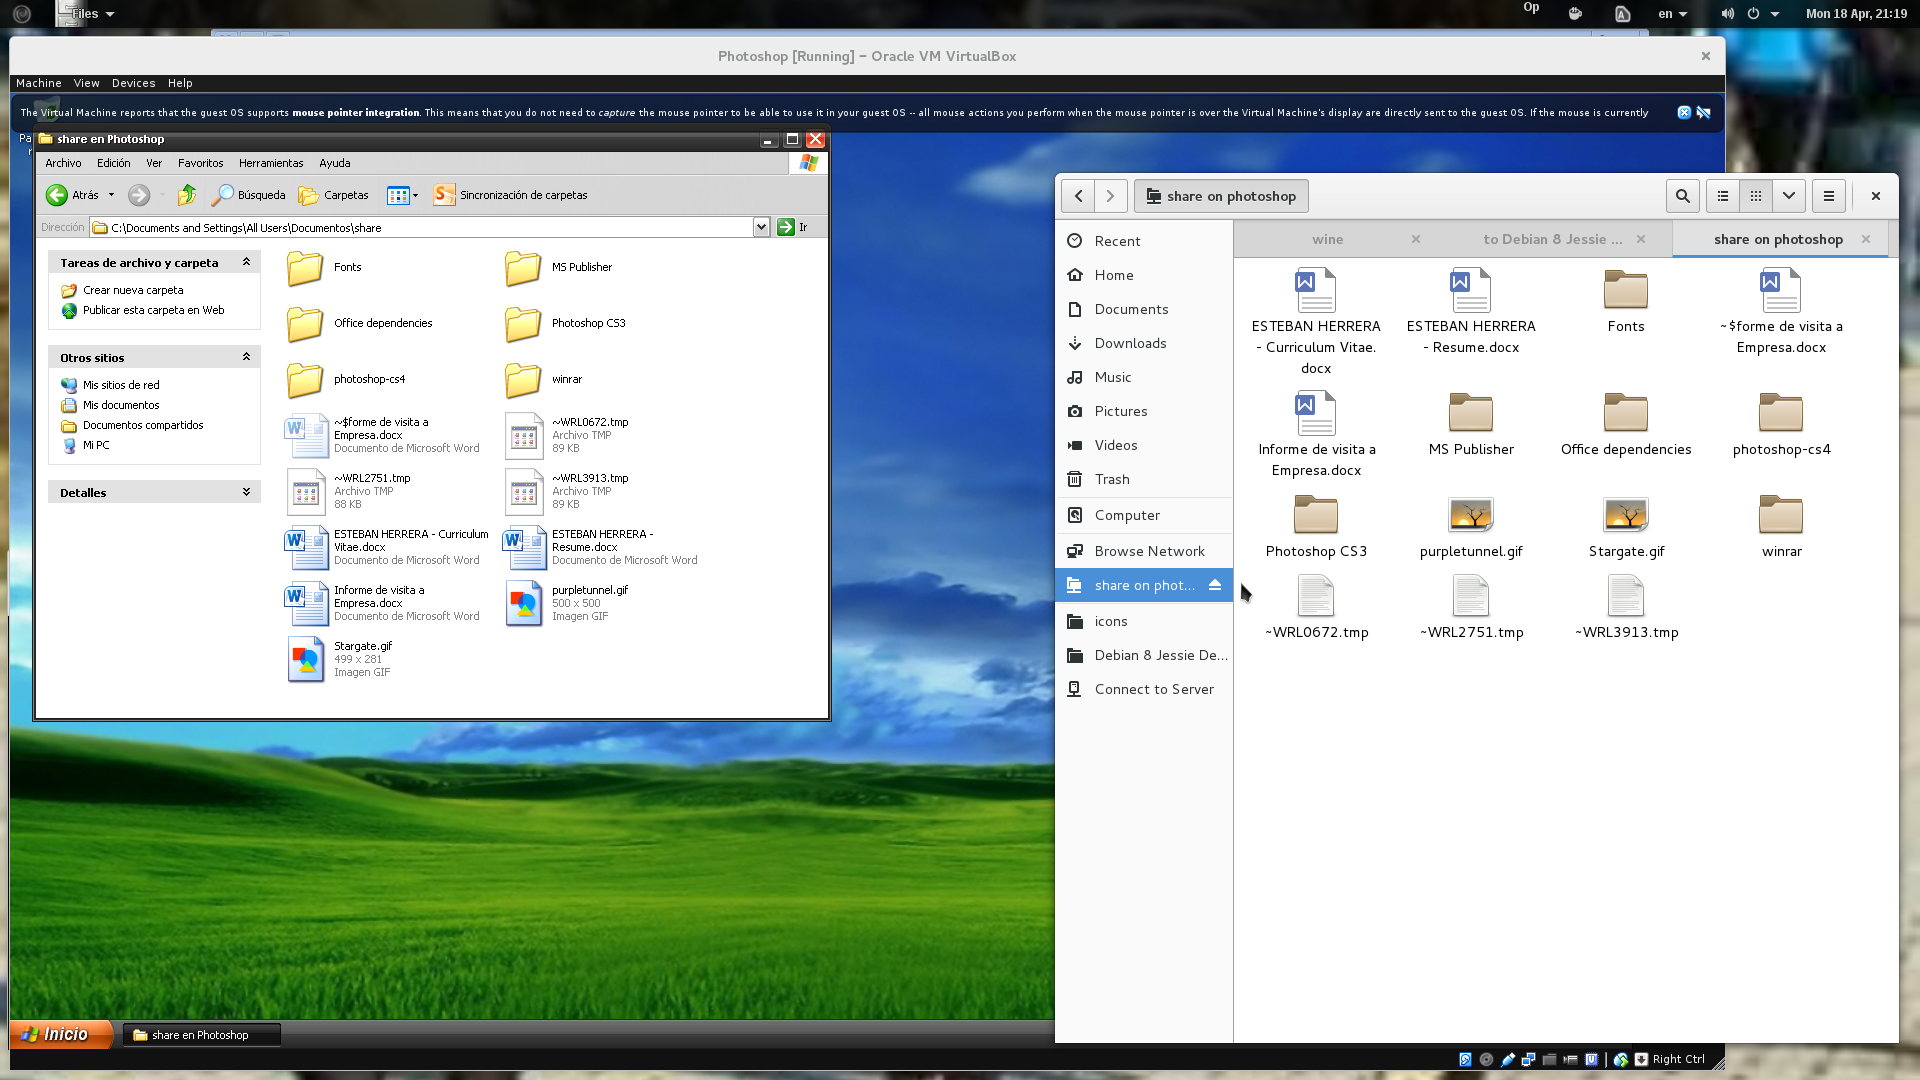 Files
Op
en
Mon 18 Apr, 21:19
Photoshop [Running] - Oracle VM VirtualBox
Machine View Devices Help
The Virtual Machine reports that the guest OS supports mouse pointer integration. This means that you do not need to capture the mouse pointer to be able to use it in your guest OS -- all mouse actions you perform when the mouse pointer is over the Virtual Machine's display are directly sent to the guest OS. If the mouse is currently
share en Photoshop
Archivo Edición Ver Favoritos Herramientas Ayuda
Atrás Búsqueda Carpetas Sincronización de carpetas
Dirección C:\Documents and Settings\All Users\Documentos\share Ir
Tareas de archivo y carpeta
Crear nueva carpeta
Publicar esta carpeta en Web
Otros sitios
Mis sitios de red
Mis documentos
Documentos compartidos
Mi PC
Detalles
Fonts
MS Publisher
Office dependencies
Photoshop CS3
photoshop-cs4
winrar
~$forme de visita a
Empresa.docx
Documento de Microsoft Word
~WRL0672.tmp
Archivo TMP
89 KB
~WRL2751.tmp
Archivo TMP
88 KB
~WRL3913.tmp
Archivo TMP
89 KB
ESTEBAN HERRERA - Curriculum
Vitae.docx
Documento de Microsoft Word
ESTEBAN HERRERA -
Resume.docx
Documento de Microsoft Word
Informe de visita a
Empresa.docx
Documento de Microsoft Word
purpletunnel.gif
500 x 500
Imagen GIF
Stargate.gif
499 x 281
Imagen GIF
Inicio
share en Photoshop
share on photoshop
Recent
Home
Documents
Downloads
Music
Pictures
Videos
Trash
Computer
Browse Network
share on phot...
icons
Debian 8 Jessie De...
Connect to Server
wine
to Debian 8 Jessie ...
share on photoshop
ESTEBAN HERRERA
- Curriculum Vitae.
docx
ESTEBAN HERRERA
- Resume.docx
Fonts
~$forme de visita a
Empresa.docx
Informe de visita a
Empresa.docx
MS Publisher
Office dependencies
photoshop-cs4
Photoshop CS3
purpletunnel.gif
Stargate.gif
winrar
~WRL0672.tmp
~WRL2751.tmp
~WRL3913.tmp
Right Ctrl